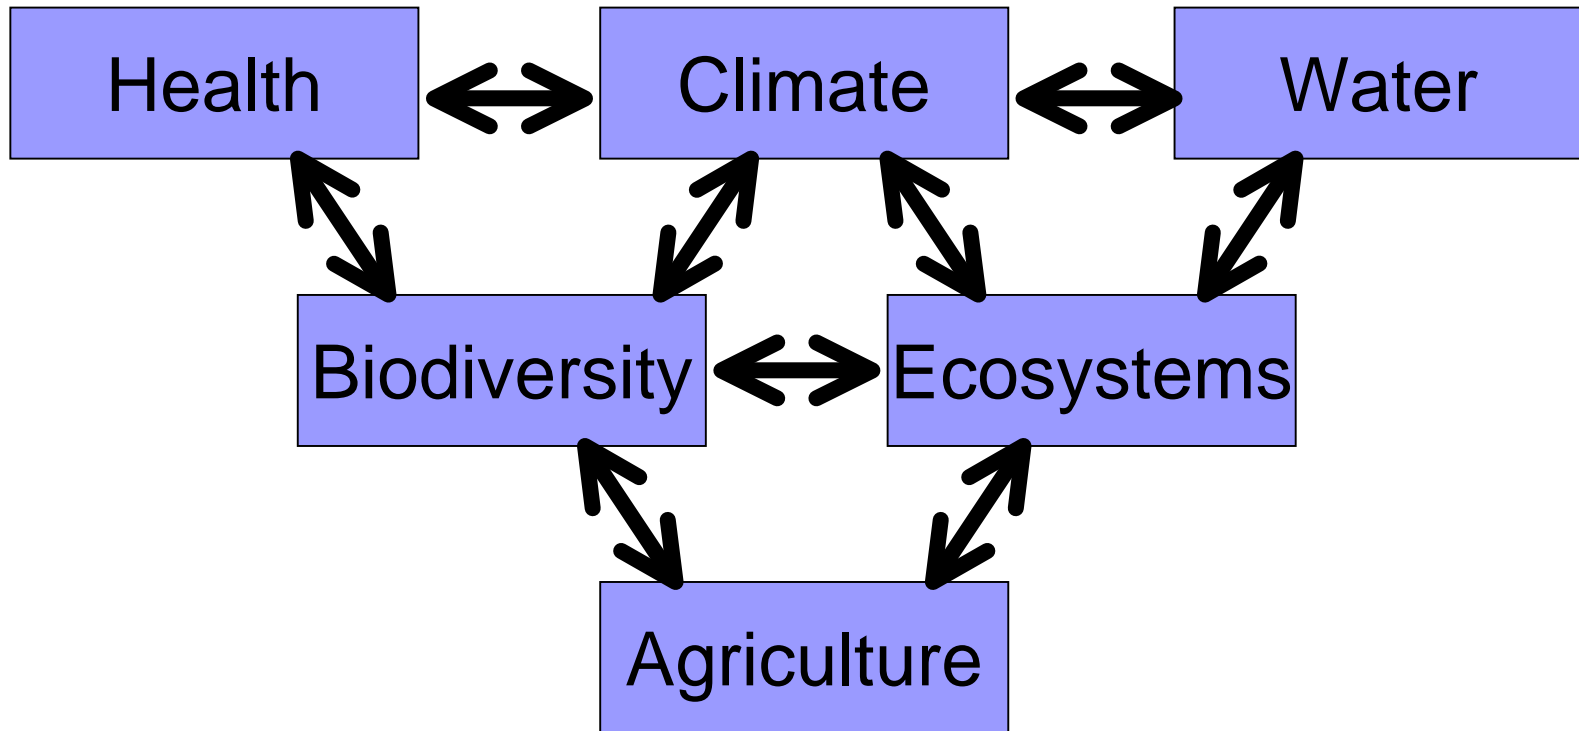 Health
Climate
Water
Biodiversity
Ecosystems
Agriculture